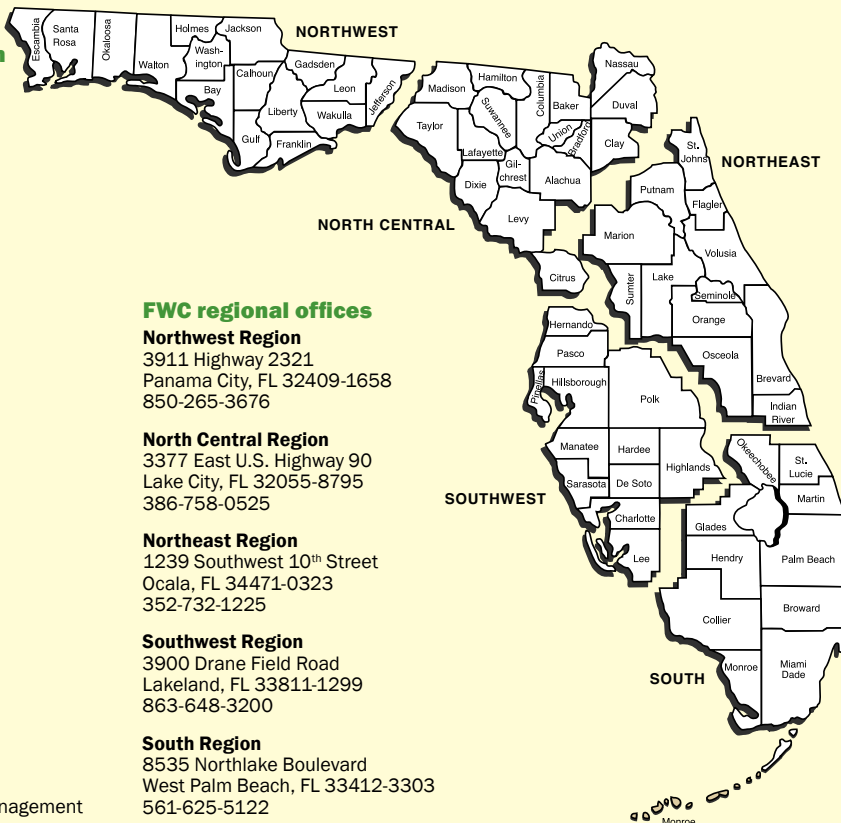 NORTHWEST
Escambia
Santa
Rosa
Okaloosa
Walton
Holmes
Jackson
Wash-
ington
Bay
Calhoun
Gulf
Liberty
Gadsden
Franklin
Leon
Wakulla
Jefferson
NORTH CENTRAL
Madison
Hamilton
Taylor
Suwannee
Lafayette
Columbia
Baker
Union
Bradford
Gil-
christ
Dixie
Alachua
Levy
Citrus
NORTHEAST
Nassau
Duval
Clay
St.
Johns
Putnam
Flagler
Marion
Volusia
Sumter
Lake
Seminole
Orange
Osceola
Brevard
Indian
River
SOUTHWEST
Hernando
Pasco
Pinellas
Hillsborough
Polk
Manatee
Hardee
Highlands
Sarasota
De Soto
Charlotte
Lee
SOUTH
Okeechobee
St.
Lucie
Martin
Glades
Hendry
Palm Beach
Collier
Broward
Monroe
Miami
Dade
Monroe
FWC regional offices
Northwest Region
3911 Highway 2321
Panama City, FL 32409-1658
850-265-3676
North Central Region
3377 East U.S. Highway 90
Lake City, FL 32055-8795
386-758-0525
Northeast Region
1239 Southwest 10th Street
Ocala, FL 34471-0323
352-732-1225
Southwest Region
3900 Drane Field Road
Lakeland, FL 33811-1299
863-648-3200
South Region
8535 Northlake Boulevard
West Palm Beach, FL 33412-3303
561-625-5122